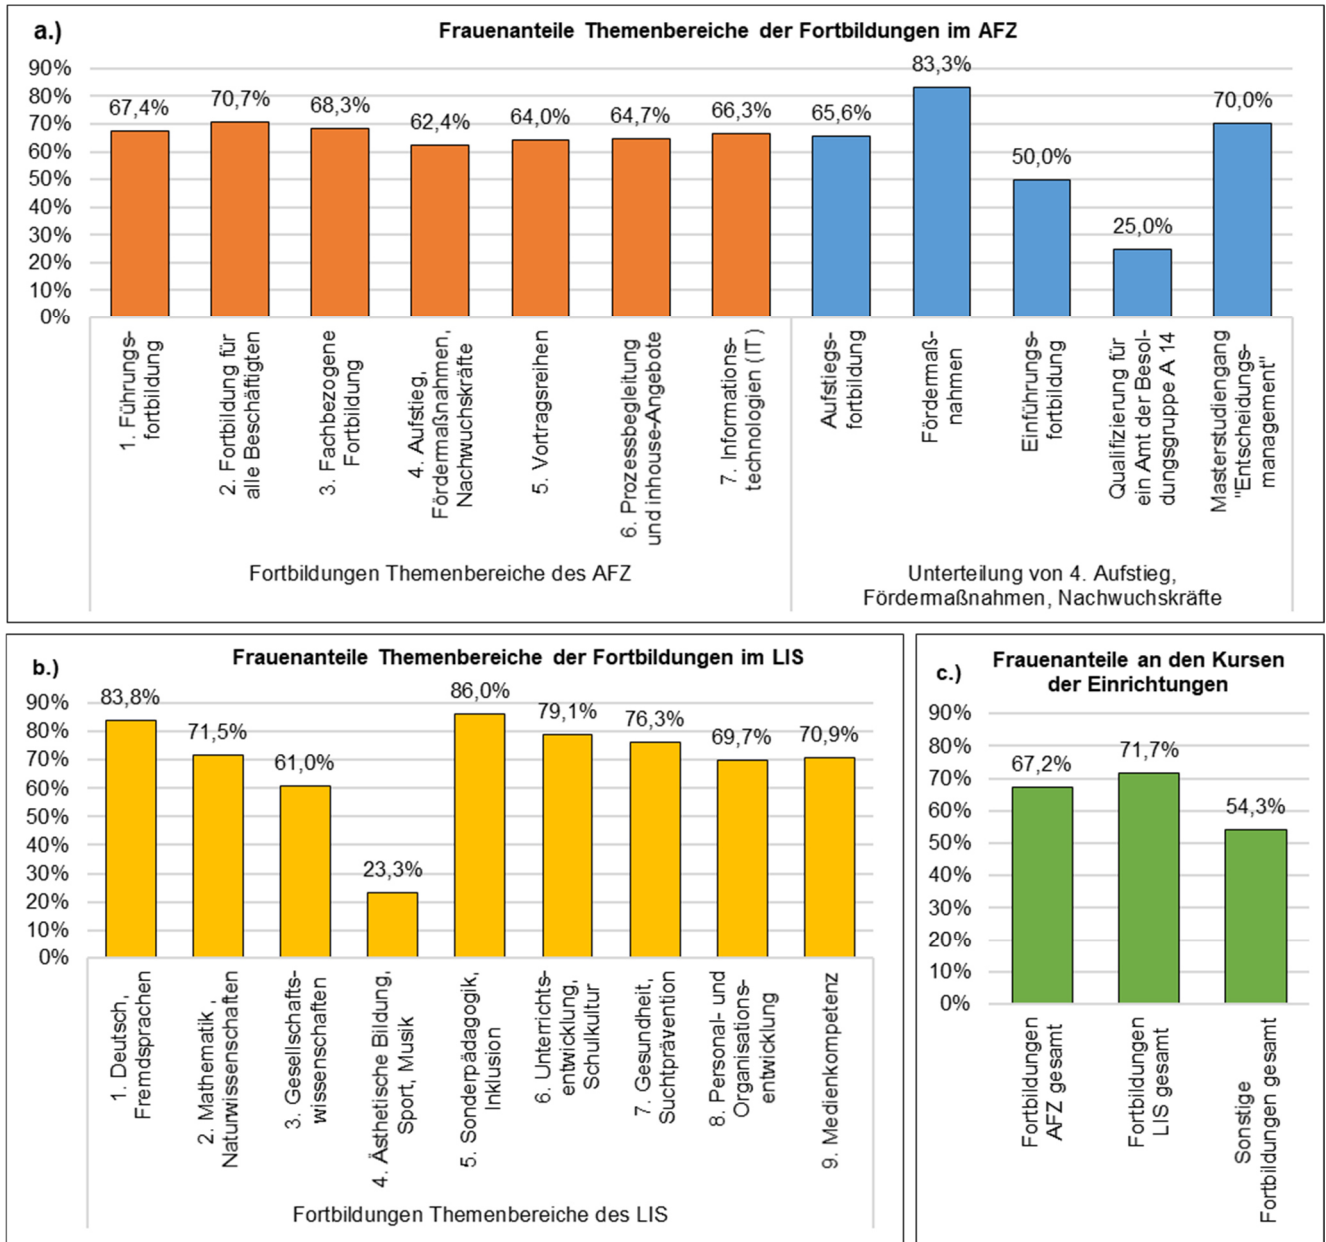 a.)
Frauenanteile Themenbereiche der Fortbildungen im AFZ
90%
80%
70%
60%
50%
40%
30%
20%
10%
0%
67,4%
70,7%
68,3%
62,4%
64,0%
64,7%
66,3%
65,6%
83,3%
50,0%
25,0%
70,0%
1. Führungs-
fortbildung
2. Fortbildung für
alle Beschäftigten
3. Fachbezogene
Fortbildung
4. Aufstieg,
Fördermaßnahmen,
Nachwuchskräfte
5. Vortragsreihen
6. Prozessbegleitung
und inhouse-Angebote
7. Informations-
technologien (IT)
Aufstiegs-
fortbildung
Fördermaß-
nahmen
Einführungs-
fortbildung
Qualifizierung für
ein Amt der Besol-
dungsgruppe A 14
Masterstudiengang
"Entscheidungs-
management"
Fortbildungen Themenbereiche des AFZ
Unterteilung von 4. Aufstieg,
Fördermaßnahmen, Nachwuchskräfte
b.)
Frauenanteile Themenbereiche der Fortbildungen im LIS
90%
80%
70%
60%
50%
40%
30%
20%
10%
0%
83,8%
71,5%
61,0%
23,3%
86,0%
79,1%
76,3%
69,7%
70,9%
1. Deutsch,
Fremdsprachen
2. Mathematik ,
Naturwissenschaften
3. Gesellschafts-
wissenschaften
4. Ästhetische Bildung,
Sport, Musik
5. Sonderpädagogik,
Inklusion
6. Unterrichts-
entwicklung,
Schulkultur
7. Gesundheit,
Suchtprävention
8. Personal- und
Organisations-
entwicklung
9. Medienkompetenz
Fortbildungen Themenbereiche des LIS
c.)
Frauenanteile an den Kursen
der Einrichtungen
90%
80%
70%
60%
50%
40%
30%
20%
10%
0%
67,2%
71,7%
54,3%
Fortbildungen
AFZ gesamt
Fortbildungen
LIS gesamt
Sonstige
Fortbildungen gesamt